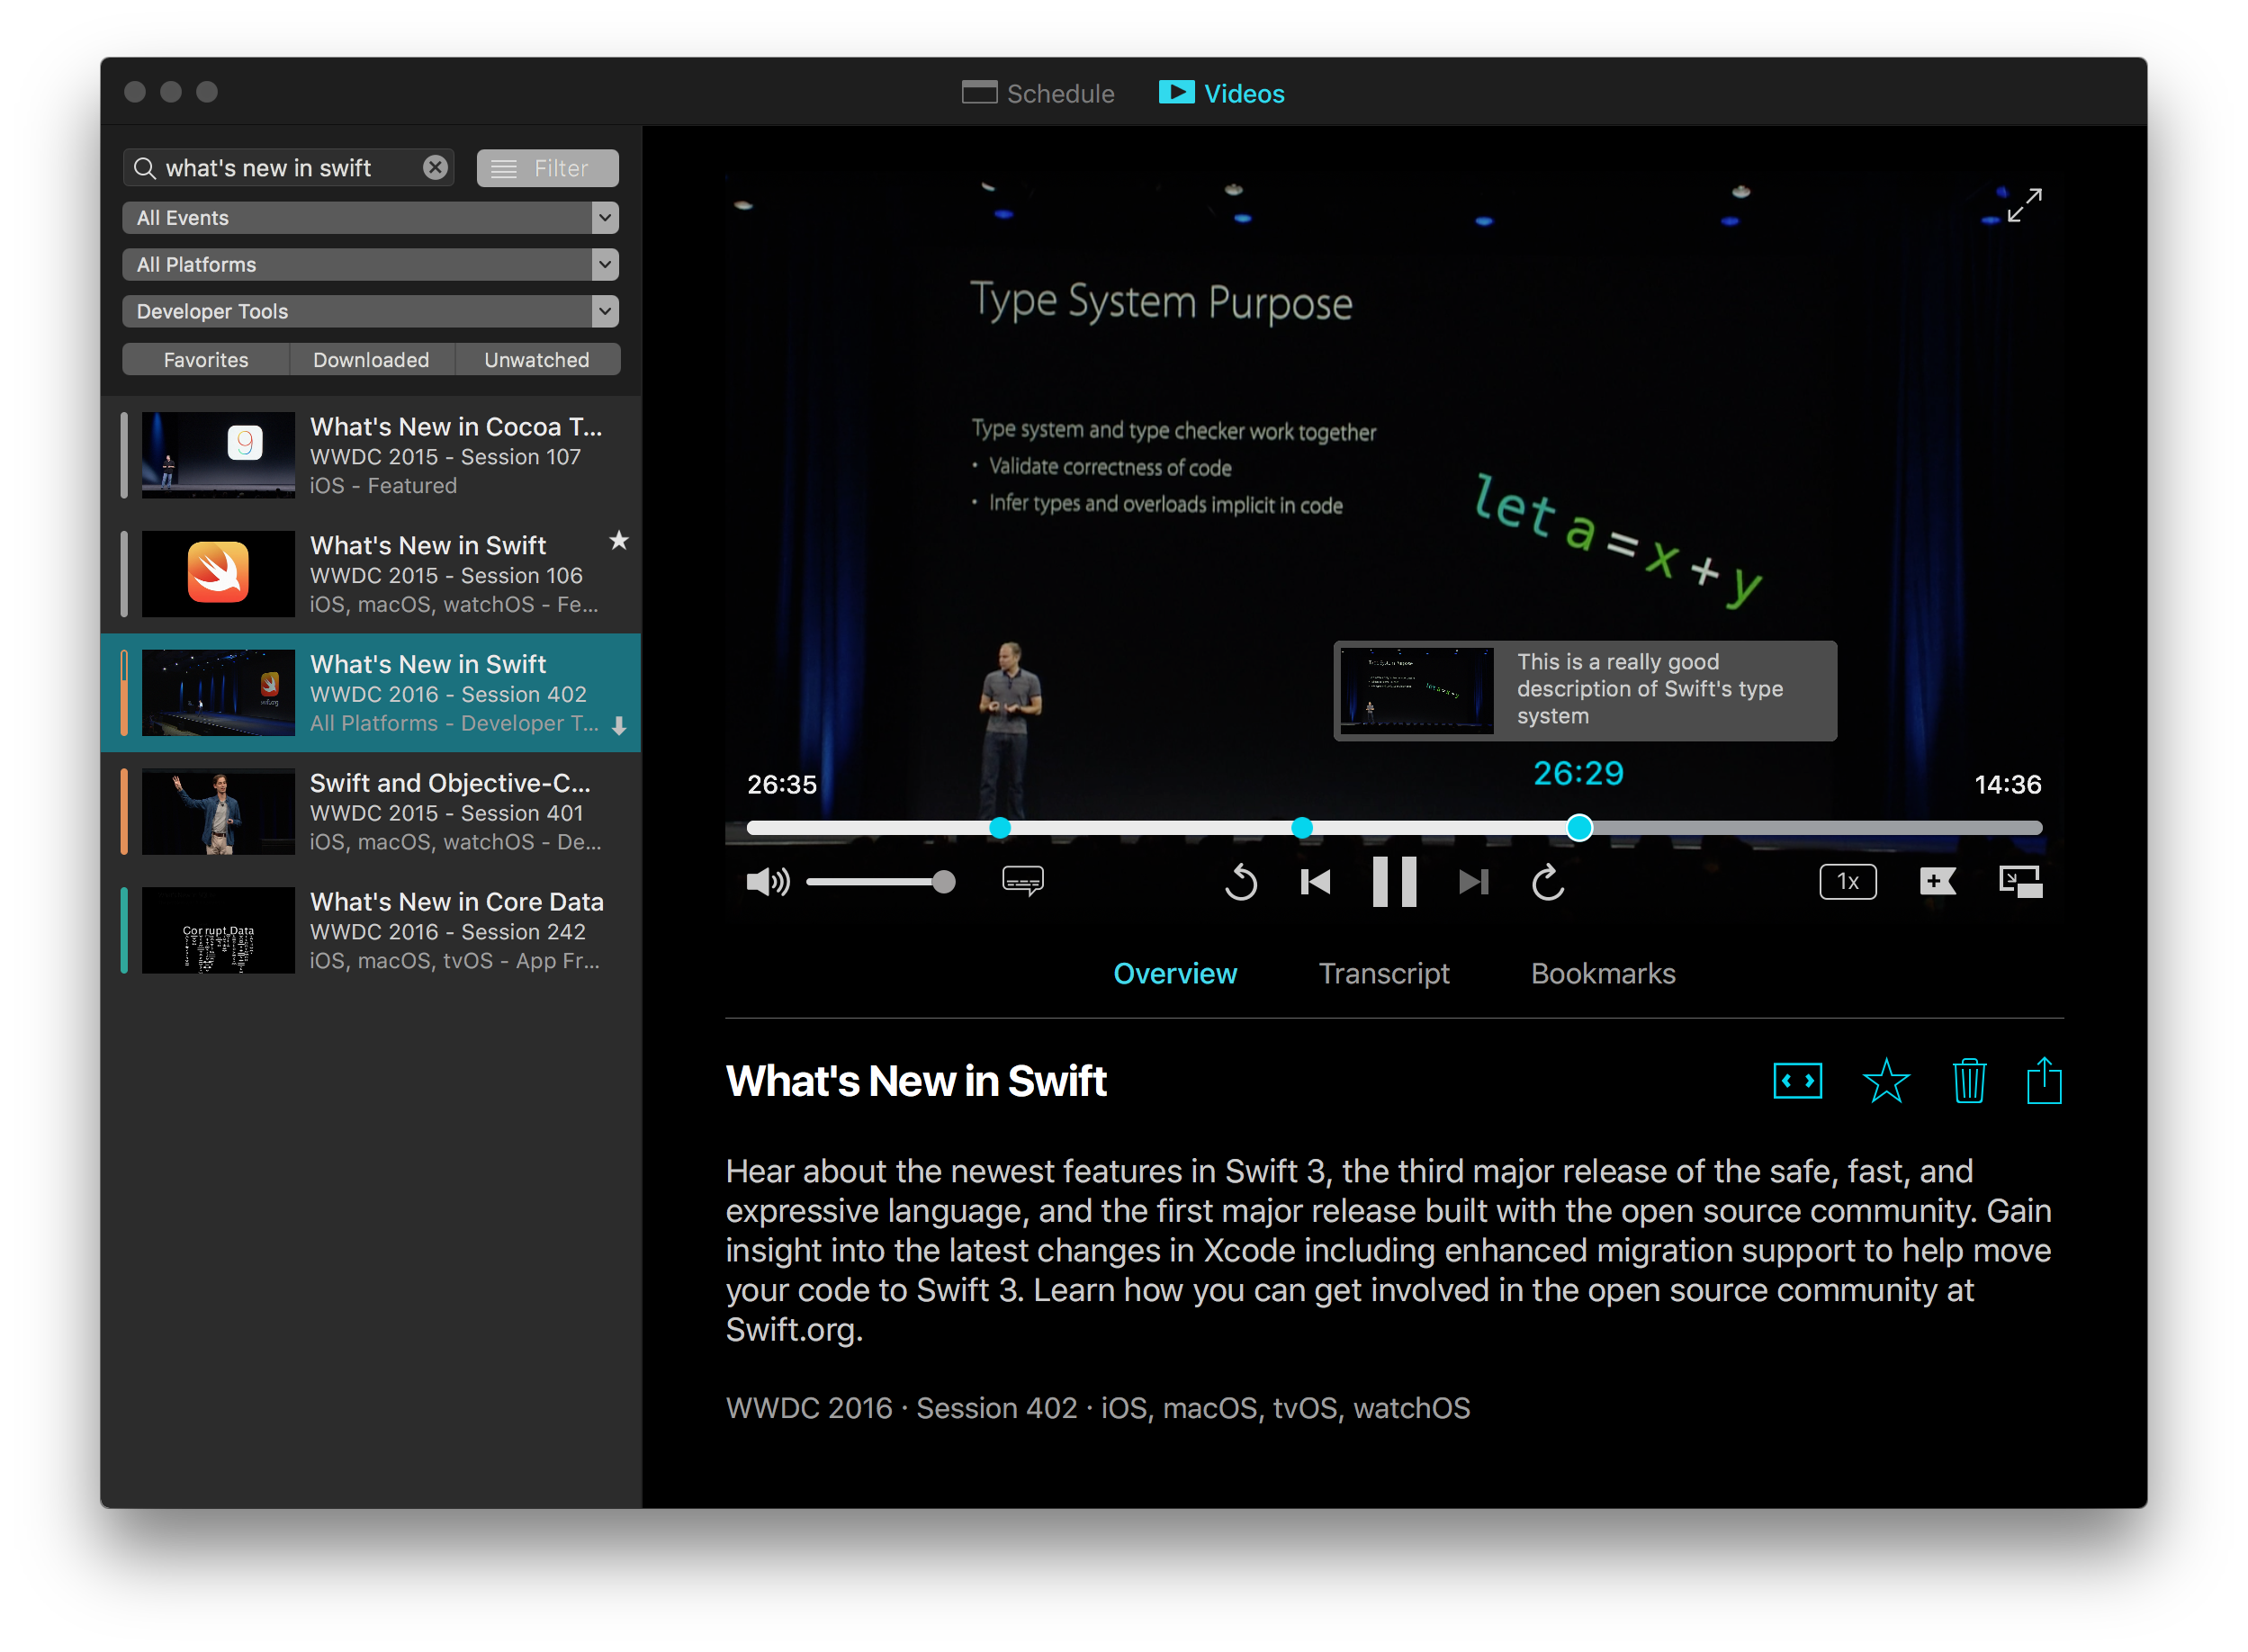 Schedule
Videos
what's new in swift
Filter
All Events
All Platforms
Developer Tools
Favorites
Downloaded
Unwatched
What's New in Cocoa T...
WWDC 2015 - Session 107
iOS - Featured
What's New in Swift
WWDC 2015 - Session 106
iOS, macOS, watchOS - Fe...
What's New in Swift
WWDC 2016 - Session 402
All Platforms - Developer T...
Swift and Objective-C...
WWDC 2015 - Session 401
iOS, macOS, watchOS - De...
Corrupt Data
What's New in Core Data
WWDC 2016 - Session 242
iOS, macOS, tvOS - App Fr...
Type System Purpose
Type system and type checker work together
• Validate correctness of code
• Infer types and overloads implicit in code
let a = x + y
Type System Purpose
let a = x + y
This is a really good
description of Swift's type
system
26:35
26:29
14:36
1x
Overview
Transcript
Bookmarks
What's New in Swift
Hear about the newest features in Swift 3, the third major release of the safe, fast, and
expressive language, and the first major release built with the open source community. Gain
insight into the latest changes in Xcode including enhanced migration support to help move
your code to Swift 3. Learn how you can get involved in the open source community at
Swift.org.
WWDC 2016 · Session 402 · iOS, macOS, tvOS, watchOS